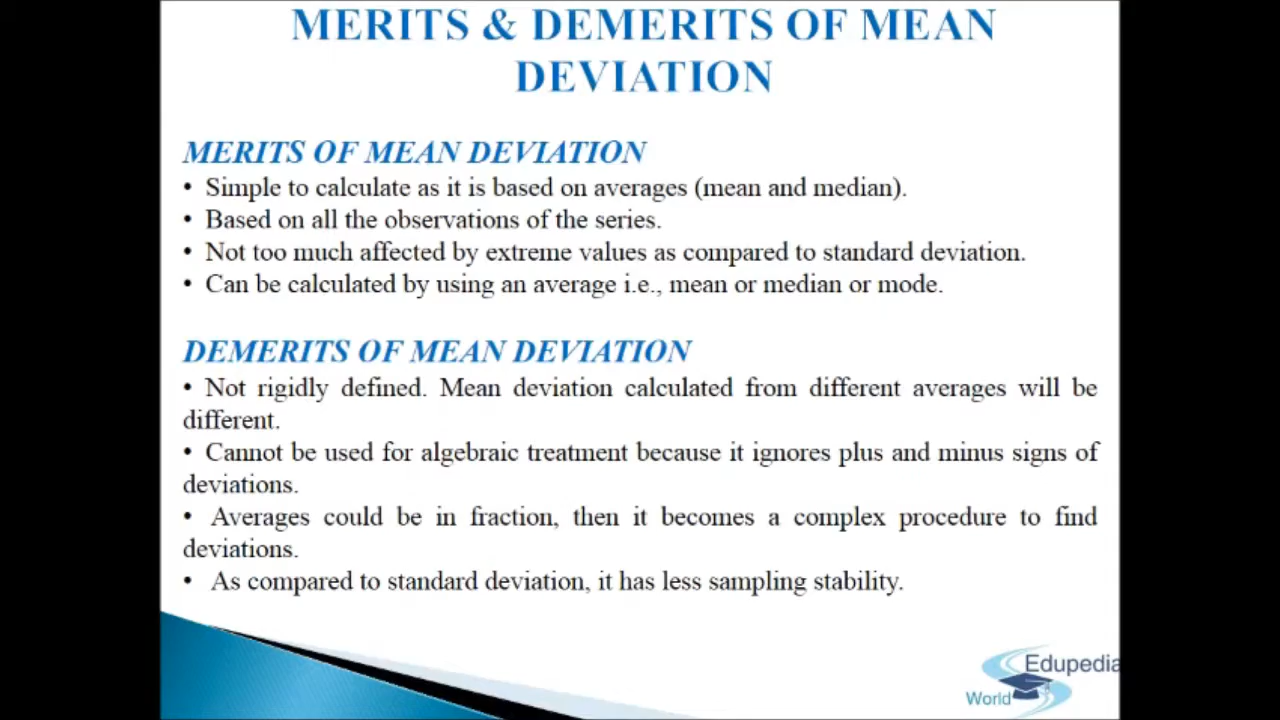 MERITS & DEMERITS OF MEAN
DEVIATION
MERITS OF MEAN DEVIATION
• Simple to calculate as it is based on averages (mean and median).
• Based on all the observations of the series.
• Not too much affected by extreme values as compared to standard deviation.
• Can be calculated by using an average i.e., mean or median or mode.
DEMERITS OF MEAN DEVIATION
• Not rigidly defined. Mean deviation calculated from different averages will be
different.
• Cannot be used for algebraic treatment because it ignores plus and minus signs of
deviations.
• Averages could be in fraction, then it becomes a complex procedure to find
deviations.
• As compared to standard deviation, it has less sampling stability.
Edupedia
World